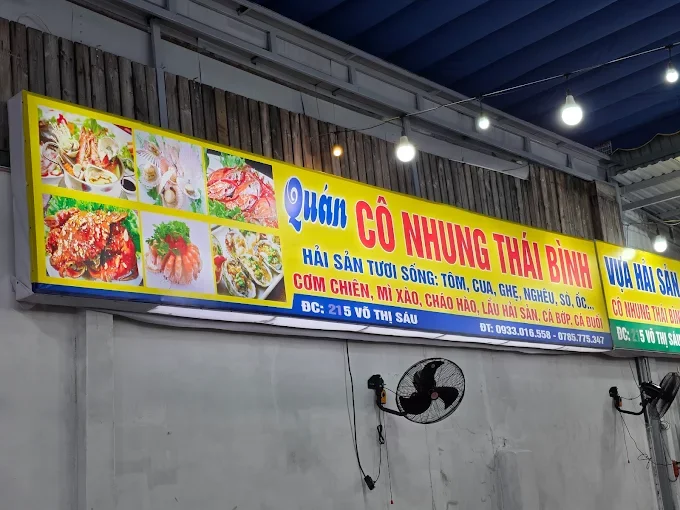 Quán CÔ NHUNG THÁI BÌNH
HẢI SẢN TƯƠI SỐNG: TÔM, CUA, GHẸ, NGHÊU, SÒ, ỐC...
CƠM CHIÊN, MÌ XÀO, CHÁO HÀO, LẨU HẢI SẢN, CÁ BỚP, CÁ ĐUỐI
ĐC: 215 VÕ THỊ SÁU
ĐT: 0933.016.558 - 0785.775.347
VỰA HẢI SẢN
CÔ NHUNG THÁI BÌNH
ĐC: 215 VÕ THỊ SÁU